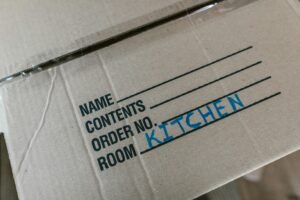 NAME
CONTENTS
ORDER NO.
ROOM KITCHEN